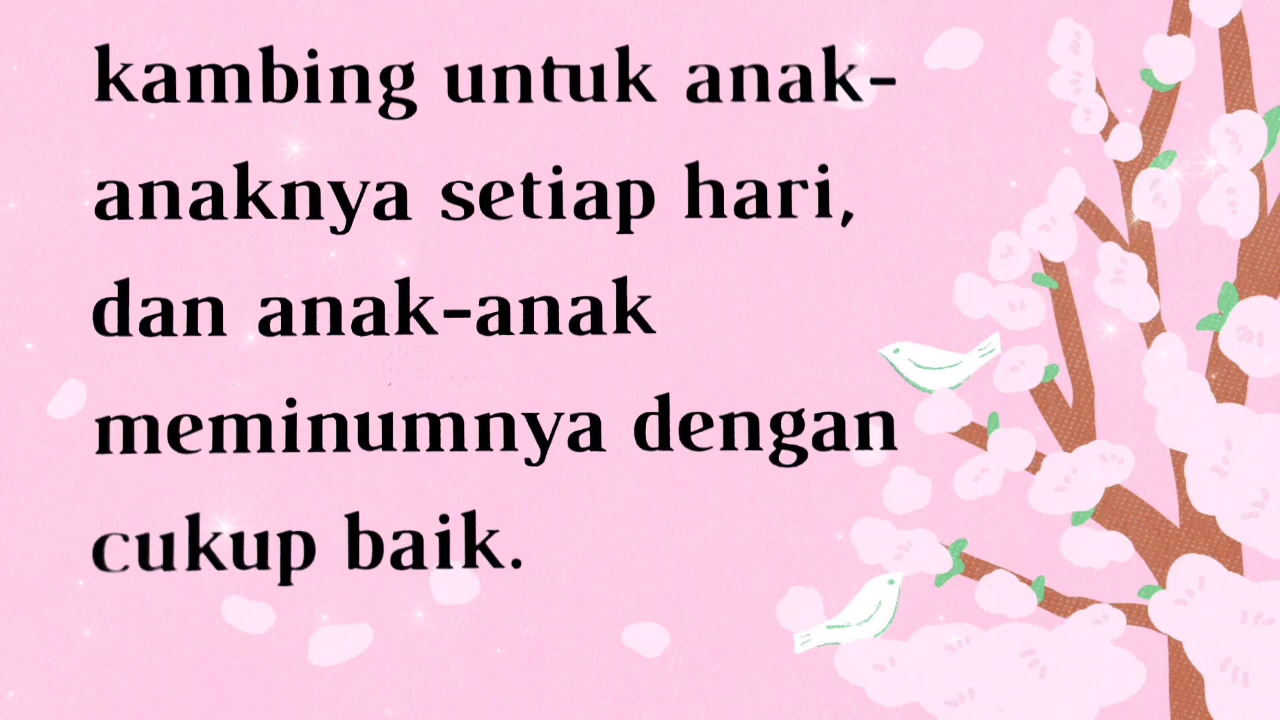 kambing untuk anak-
anaknya setiap hari,
dan anak-anak
meminumnya dengan
cukup baik.